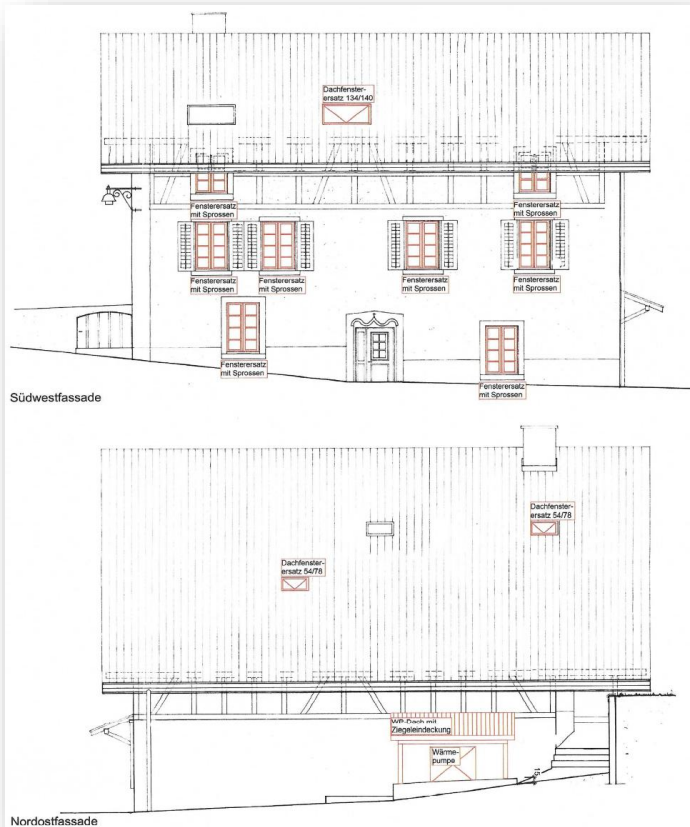 Dachfenster-
ersatz 134/140
Fensterersatz
mit Sprossen
Fensterersatz
mit Sprossen
Fensterersatz
mit Sprossen
Fensterersatz
mit Sprossen
Fensterersatz
mit Sprossen
Fensterersatz
mit Sprossen
Fensterersatz
mit Sprossen
Fensterersatz
mit Sprossen
Südwestfassade
Dachfenster-
ersatz 54/78
Dachfenster-
ersatz 54/78
WP-Dach mit
Ziegeleindeckung
Wärme-
pumpe
15
Nordostfassade